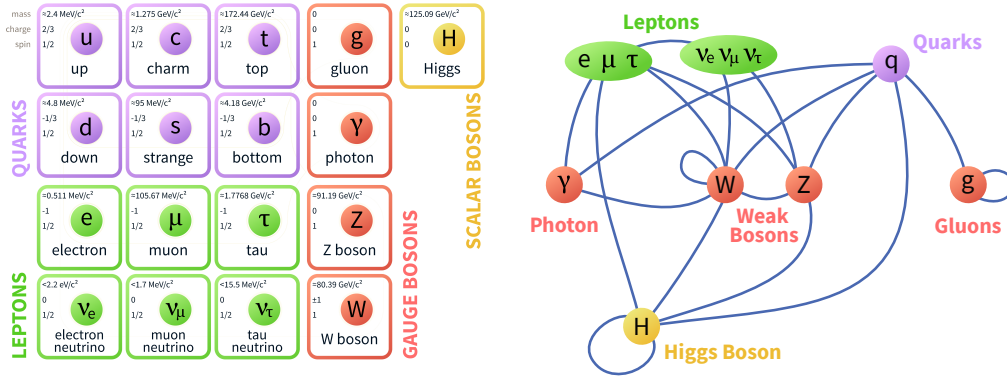 mass
charge
spin
≈2.4 MeV/c²
2/3
1/2
u
up
≈1.275 GeV/c²
2/3
1/2
c
charm
≈172.44 GeV/c²
2/3
1/2
t
top
0
0
1
g
gluon
≈125.09 GeV/c²
0
0
H
Higgs
QUARKS
≈4.8 MeV/c²
-1/3
1/2
d
down
≈95 MeV/c²
-1/3
1/2
s
strange
≈4.18 GeV/c²
-1/3
1/2
b
bottom
0
0
1
γ
photon
SCALAR BOSONS
LEPTONS
≈0.511 MeV/c²
-1
1/2
e
electron
≈105.67 MeV/c²
-1
1/2
μ
muon
≈1.7768 GeV/c²
-1
1/2
τ
tau
≈91.19 GeV/c²
0
1
Z
Z boson
GAUGE BOSONS
<2.2 eV/c²
0
1/2
νe
electron
neutrino
<1.7 MeV/c²
0
1/2
νμ
muon
neutrino
<15.5 MeV/c²
0
1/2
ντ
tau
neutrino
≈80.39 GeV/c²
±1
1
W
W boson
Leptons
e μ τ
νe νμ ντ
Quarks
q
γ
Photon
W
Z
Weak
Bosons
g
Gluons
H
Higgs Boson